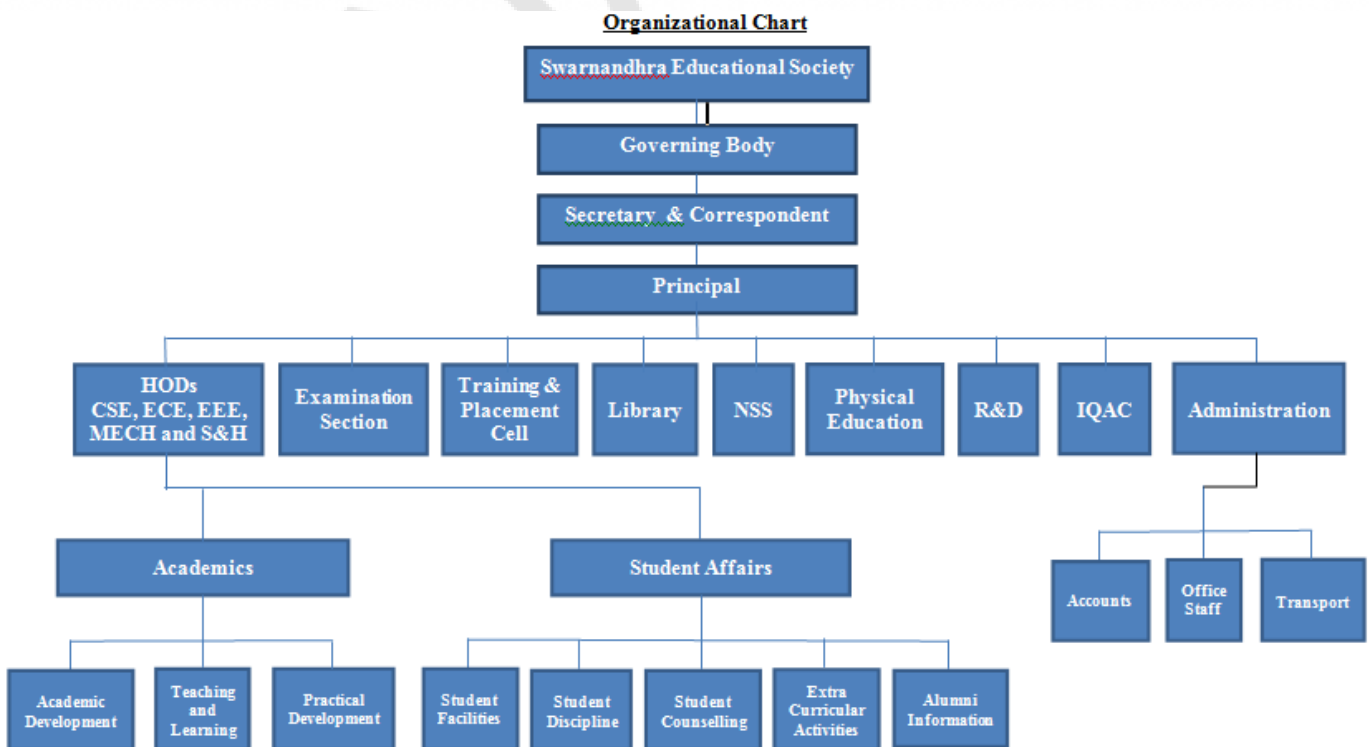 Organizational Chart
Swarnandhra Educational Society
Governing Body
Secretary & Correspondent
Principal
HODs
CSE, ECE, EEE,
MECH and S&H
Examination
Section
Training &
Placement
Cell
Library
NSS
Physical
Education
R&D
IQAC
Administration
Academics
Student Affairs
Accounts
Office
Staff
Transport
Academic
Development
Teaching
and
Learning
Practical
Development
Student
Facilities
Student
Discipline
Student
Counselling
Extra
Curricular
Activities
Alumni
Information